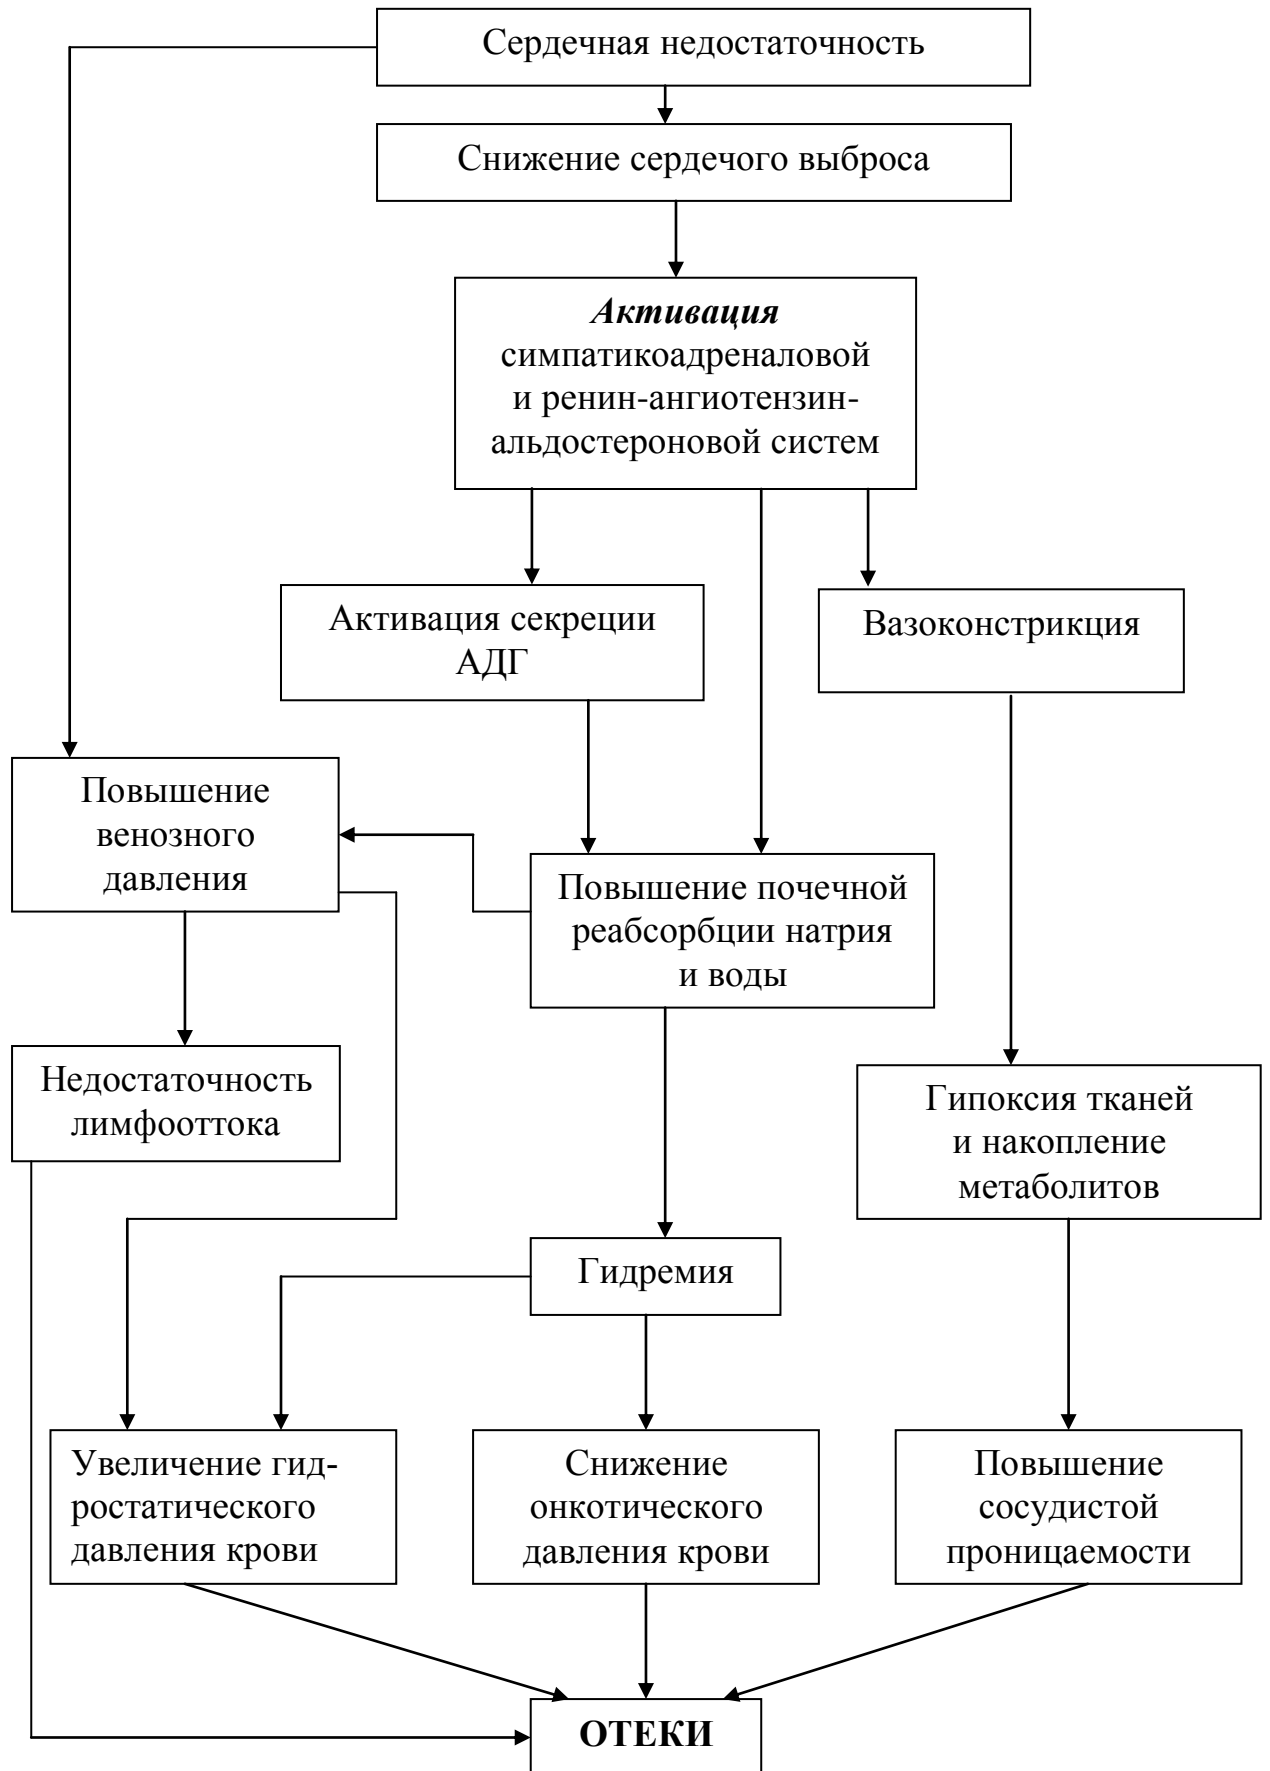 Сердечная недостаточность
Снижение сердечого выброса
Активация
симпатикоадреналовой
и ренин-ангиотензин-
альдостероновой систем
Активация секреции
АДГ
Вазоконстрикция
Повышение
венозного
давления
Повышение почечной
реабсорбции натрия
и воды
Недостаточность
лимфооттока
Гипоксия тканей
и накопление
метаболитов
Гидремия
Увеличение гид-
ростатического
давления крови
Снижение
онкотического
давления крови
Повышение
сосудистой
проницаемости
ОТЕКИ